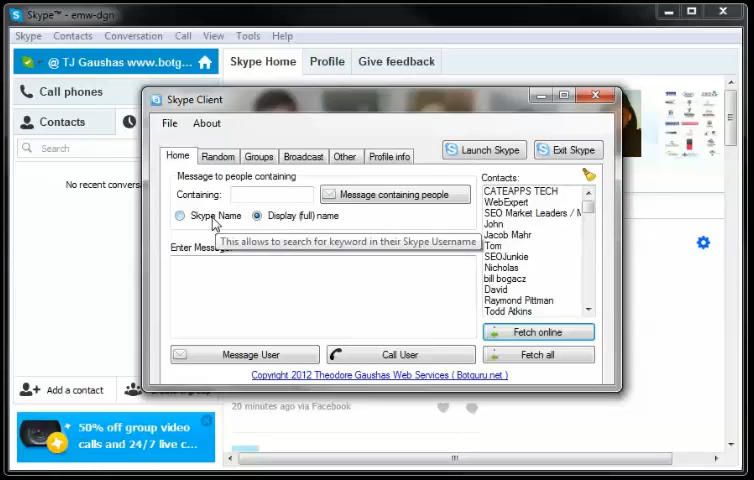 Skype™ - emw-dgn
Skype Contacts Conversation Call View Tools Help
@ TJ Gaushas www.botg...
Skype Home Profile Give feedback
Call phones
Contacts
Search
No recent convers
Skype Client
File About
Home Random Groups Broadcast Other Profile info
Launch Skype Exit Skype
Message to people containing
Containing: Message containing people
Skype Name Display (full) name
This allows to search for keyword in their Skype Username
Enter Message
Contacts:
CATEAPPS TECH
WebExpert
SEO Market Leaders / M
John
Jacob Mahr
Tom
SEOJunkie
Nicholas
bill bogacz
David
Raymond Pittman
Todd Atkins
Fetch online
Message User Call User Fetch all
Copyright 2012 Theodore Gaushas Web Services ( Botguru.net )
Add a contact
20 minutes ago via Facebook
50% off group video
calls and 24/7 live c...